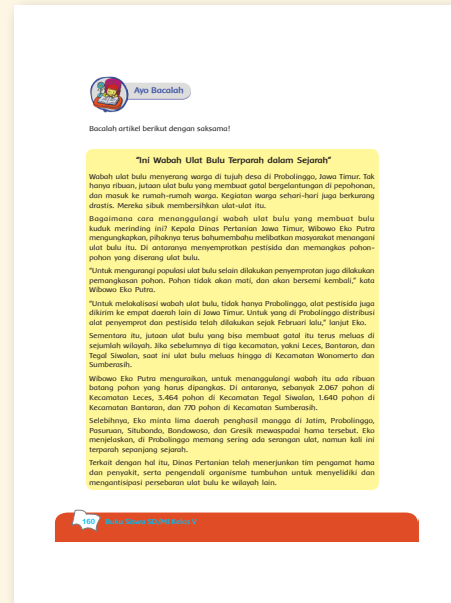 Ayo Bacalah
Bacalah artikel berikut dengan saksama!
"Ini Wabah Ulat Bulu Terparah dalam Sejarah"
Wabah ulat bulu menyerang warga di tujuh desa di Probolinggo, Jawa Timur. Tak
hanya ribuan, jutaan ulat bulu yang membuat gatal bergelantungan di pepohonan,
dan masuk ke rumah-rumah warga. Kegiatan warga sehari-hari juga berkurang
drastis. Mereka sibuk membersihkan ulat-ulat itu.
Bagaimana cara menanggulangi wabah ulat bulu yang membuat bulu
kuduk merinding ini? Kepala Dinas Pertanian Jawa Timur, Wibowo Eko Putra
mengungkapkan, pihaknya terus bahumembahu melibatkan masyarakat menangani
ulat bulu itu. Di antaranya menyemprotkan pestisida dan memangkas pohon-
pohon yang diserang ulat bulu.
"Untuk mengurangi populasi ulat bulu selain dilakukan penyemprotan juga dilakukan
pemangkasan pohon. Pohon tidak akan mati, dan akan bersemi kembali," kata
Wibowo Eko Putra.
"Untuk melokalisasi wabah ulat bulu, tidak hanya Probolinggo, alat pestisida juga
dikirim ke empat daerah lain di Jawa Timur. Untuk yang di Probolinggo distribusi
alat penyemprot dan pestisida telah dilakukan sejak Februari lalu," lanjut Eko.
Sementara itu, jutaan ulat bulu yang bisa membuat gatal itu terus meluas di
sejumlah wilayah. Jika sebelumnya di tiga kecamatan, yakni Leces, Bantaran, dan
Tegal Siwalan, saat ini ulat bulu meluas hingga di Kecamatan Wonomerto dan
Sumberasih.
Wibowo Eko Putra menguraikan, untuk menanggulangi wabah itu ada ribuan
batang pohon yang harus dipangkas. Di antaranya, sebanyak 2.067 pohon di
Kecamatan Leces, 3.464 pohon di Kecamatan Tegal Siwalan, 1.640 pohon di
Kecamatan Bantaran, dan 770 pohon di Kecamatan Sumberasih.
Selebihnya, Eko minta lima daerah penghasil mangga di Jatim, Probolinggo,
Pasuruan, Situbondo, Bondowoso, dan Gresik mewaspadai hama tersebut. Eko
menjelaskan, di Probolinggo memang sering ada serangan ulat, namun kali ini
terparah sepanjang sejarah.
Terkait dengan hal itu, Dinas Pertanian telah menerjunkan tim pengamat hama
dan penyakit, serta pengendali organisme tumbuhan untuk menyelidiki dan
mengantisipasi persebaran ulat bulu ke wilayah lain.
160 Buku Siswa SD/MI Kelas V